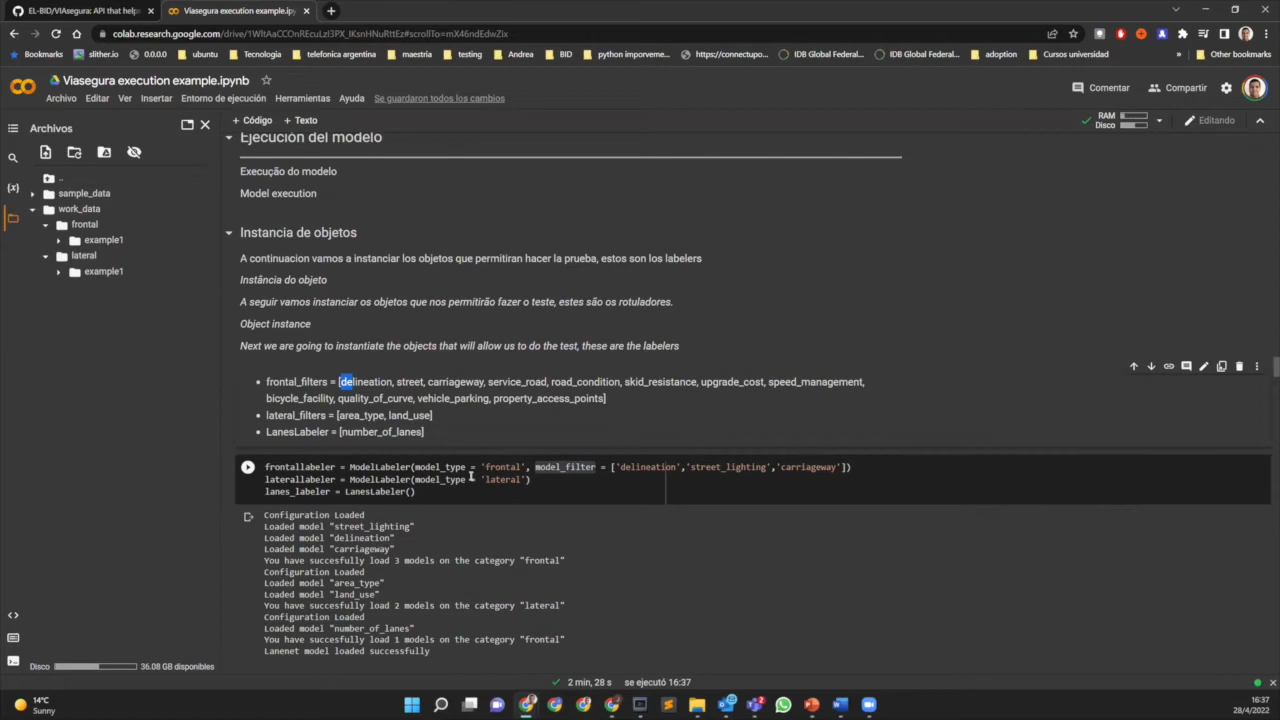 EL-BID/VIAsegura: API that help
Viasegura execution example.ipy
colab.research.google.com/drive/1WItAaCCOnREcuLzI3PX_IKsnHNuRttEz#scrollTo=mX46ndEdwZix
Bookmarks slither.io 0.0.0.0 ubuntu Tecnologia telefonica argentina Andrea BID python imporveme... https://connectupo... IDB Global Federal... IDB Global Federal... adoption Cursos universidad » Other bookmarks
Viasegura execution example.ipynb
Archivo Editar Ver Insertar Entorno de ejecución Herramientas Ayuda Se guardaron todos los cambios
Comentar Compartir
Archivos
+ Código + Texto
RAM
Disco
Editando
..
sample_data
work_data
frontal
example1
lateral
example1
Ejecución del modelo
Execução do modelo
Model execution
Instancia de objetos
A continuacion vamos a instanciar los objetos que permitiran hacer la prueba, estos son los labelers
Instância do objeto
A seguir vamos instanciar os objetos que nos permitirão fazer o teste, estes são os rotuladores.
Object instance
Next we are going to instantiate the objects that will allow us to do the test, these are the labelers
• frontal_filters = [delineation, street, carriageway, service_road, road_condition, skid_resistance, upgrade_cost, speed_management,
bicycle_facility, quality_of_curve, vehicle_parking, property_access_points]
• lateral_filters = [area_type, land_use]
• LanesLabeler = [number_of_lanes]
frontallabeler = ModelLabeler(model_type = 'frontal', model_filter = ['delineation','street_lighting','carriageway'])
laterallabeler = ModelLabeler(model_type = 'lateral')
lanes_labeler = LanesLabeler()
Configuration Loaded
Loaded model "street_lighting"
Loaded model "delineation"
Loaded model "carriageway"
You have succesfully load 3 models on the category "frontal"
Configuration Loaded
Loaded model "area_type"
Loaded model "land_use"
You have succesfully load 2 models on the category "lateral"
Configuration Loaded
Loaded model "number_of_lanes"
You have succesfully load 1 models on the category "frontal"
Lanenet model loaded successfully
Disco 36.08 GB disponibles
2 min, 28 s se ejecutó 16:37
14°C
Sunny
16:37
28/4/2022